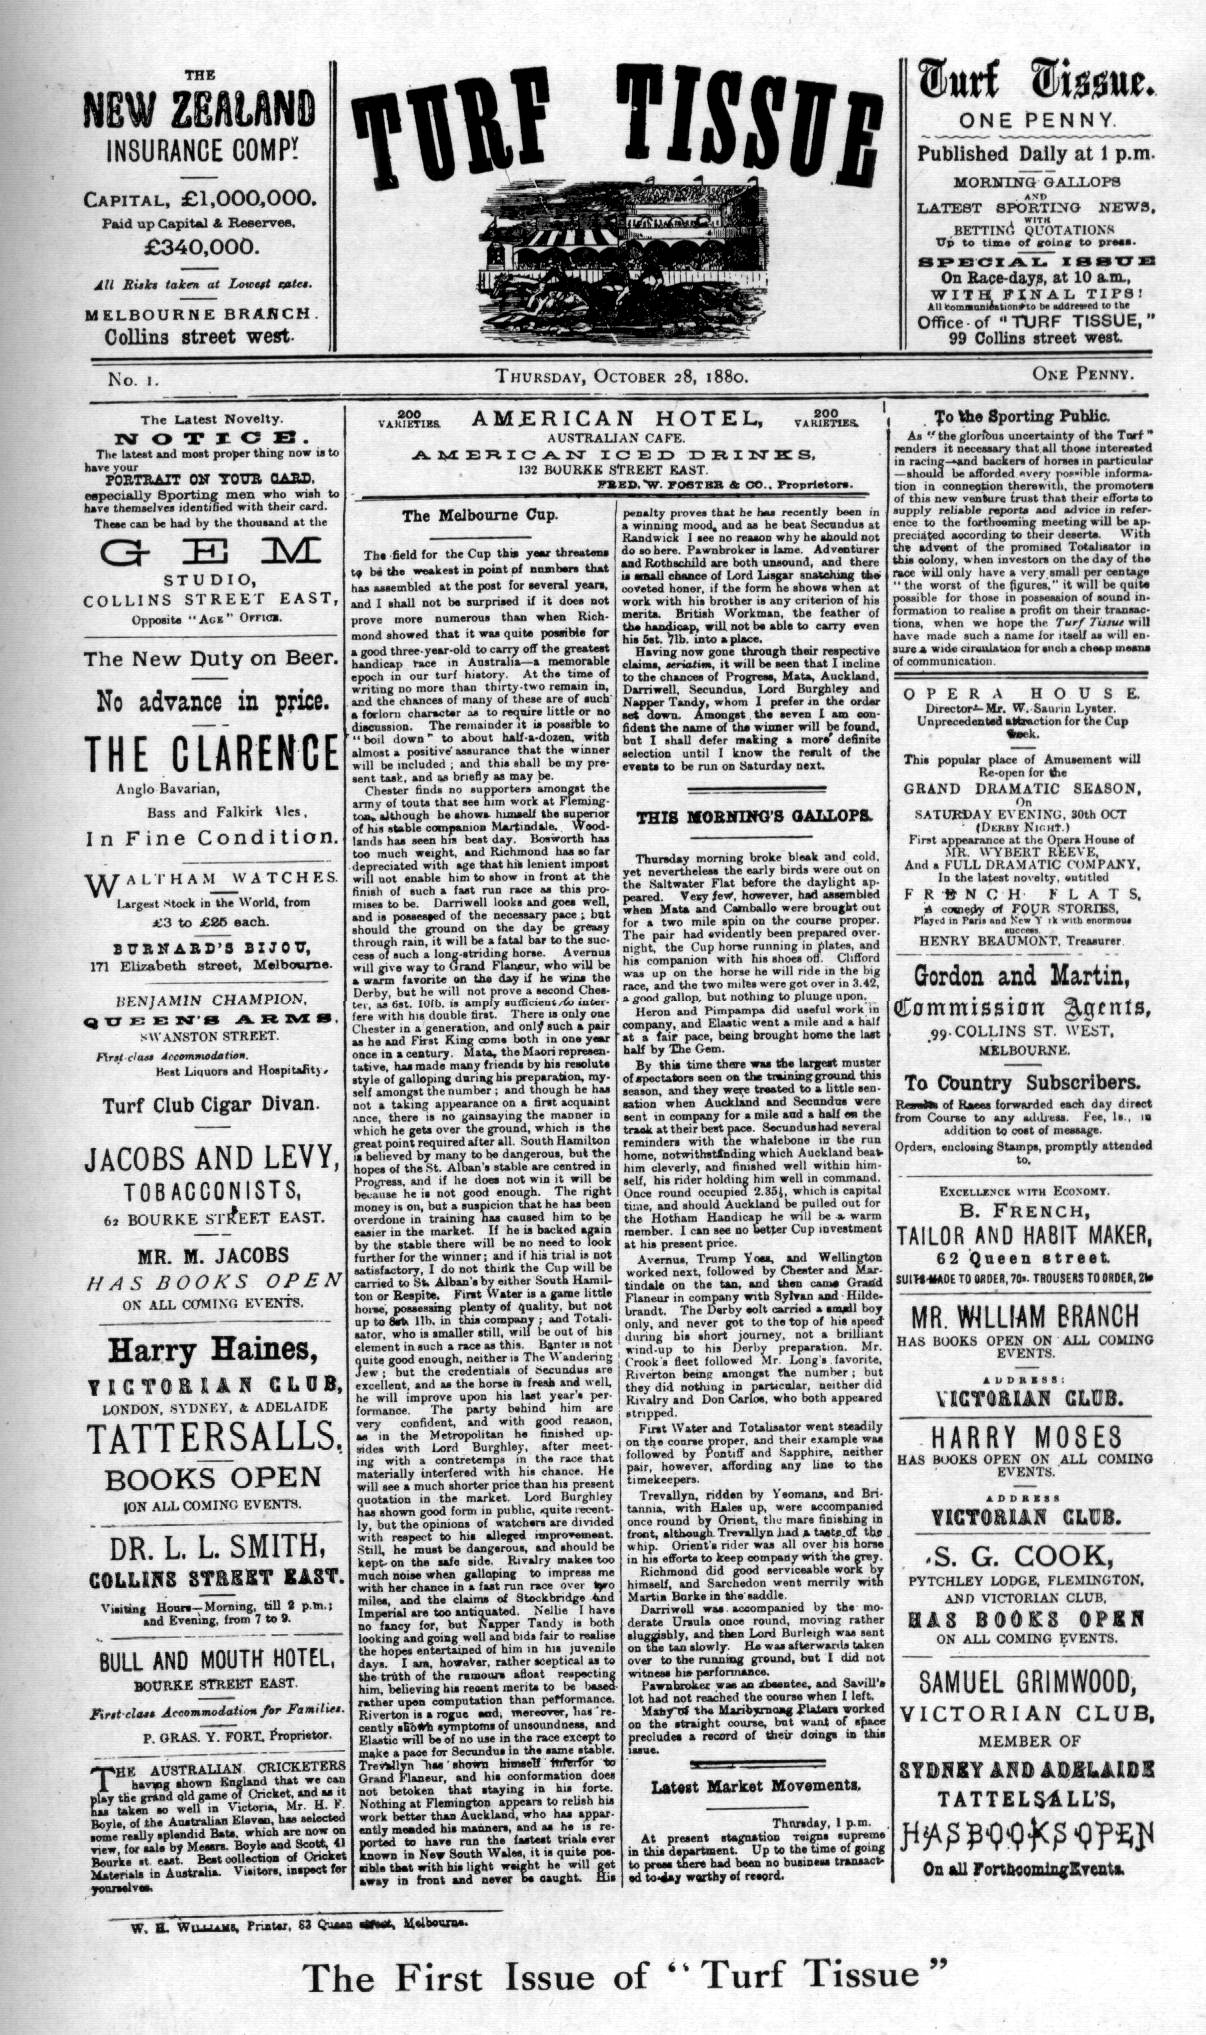 THE
NEW ZEALAND
INSURANCE COMPY.
CAPITAL, £1,000,000.
Paid up Capital & Reserves,
£340,000.
All Risks taken at Lowest rates.
MELBOURNE BRANCH.
Collins street west.
TURF TISSUE
Turf Tissue.
ONE PENNY.
Published Daily at 1 p.m.
MORNING GALLOPS
AND
LATEST SPORTING NEWS,
WITH
BETTING QUOTATIONS
Up to time of going to press.
SPECIAL ISSUE
On Race-days, at 10 a.m.,
WITH FINAL TIPS!
All communications to be addressed to the
Office of "TURF TISSUE,"
99 Collins street west.
No. 1.
THURSDAY, OCTOBER 28, 1880.
ONE PENNY.
The Latest Novelty.
NOTICE.
The latest and most proper thing now is to
have your
PORTRAIT ON YOUR CARD,
especially Sporting men who wish to
have themselves identified with their card.
These can be had by the thousand at the
GEM
STUDIO,
COLLINS STREET EAST,
Opposite "AGE" OFFICE.
The New Duty on Beer.
No advance in price.
THE CLARENCE
Anglo Bavarian,
Bass and Falkirk Ales,
In Fine Condition.
WALTHAM WATCHES.
Largest Stock in the World, from
£3 to £25 each.
BURNARD'S BIJOU,
171 Elizabeth street, Melbourne.
BENJAMIN CHAMPION,
QUEEN'S ARMS,
SWANSTON STREET.
First-class Accommodation.
Best Liquors and Hospitality.
Turf Club Cigar Divan.
JACOBS AND LEVY,
TOBACCONISTS,
62 BOURKE STREET EAST.
MR. M. JACOBS
HAS BOOKS OPEN
ON ALL COMING EVENTS.
Harry Haines,
VICTORIAN CLUB,
LONDON, SYDNEY, & ADELAIDE
TATTERSALLS,
BOOKS OPEN
ON ALL COMING EVENTS.
DR. L. L. SMITH,
COLLINS STREET EAST.
Visiting Hours—Morning, till 2 p.m.;
and Evening, from 7 to 9.
BULL AND MOUTH HOTEL,
BOURKE STREET EAST.
First-class Accommodation for Families.
P. GRAS. Y. FORT, Proprietor.
THE AUSTRALIAN CRICKETERS
having shown England that we can
play the grand old game of Cricket, and as it
has taken so well in Victoria, Mr. H. F.
Boyle, of the Australian Eleven, has selected
some really splendid Bats, which are now on
view, for sale by Messrs. Boyle and Scott, 41
Bourke st. east. Best collection of Cricket
Materials in Australia. Visitors, inspect for
yourselves.
200
VARIETIES.
AMERICAN HOTEL,
200
VARIETIES.
AUSTRALIAN CAFE.
AMERICAN ICED DRINKS,
132 BOURKE STREET EAST.
FRED. W. FOSTER & CO., Proprietors.
The Melbourne Cup.
The field for the Cup this year threatens
to be the weakest in point of numbers that
has assembled at the post for several years,
and I shall not be surprised if it does not
prove more numerous than when Rich-
mond showed that it was quite possible for
a good three-year-old to carry off the greatest
handicap race in Australia—a memorable
epoch in our turf history. At the time of
writing no more than thirty-two remain in,
and the chances of many of these are of such
a forlorn character as to require little or no
discussion. The remainder it is possible to
"boil down" to about half-a-dozen, with
almost a positive assurance that the winner
will be included; and this shall be my pre-
sent task, and as briefly as may be.
Chester finds no supporters amongst the
army of touts that see him work at Fleming-
ton, although he shows himself the superior
of his stable companion Martindale. Wood-
lands has seen his best day. Bosworth has
too much weight, and Richmond has so far
depreciated with age that his lenient impost
will not enable him to show in front at the
finish of such a fast run race as this pro-
mises to be. Darriwell looks and goes well,
and is possessed of the necessary pace; but
should the ground on the day be greasy
through rain, it will be a fatal bar to the suc-
cess of such a long-striding horse. Avernus
will give way to Grand Flaneur, who will be
a warm favorite on the day if he wins the
Derby, but he will not prove a second Ches-
ter, as 6st. 10lb. is amply sufficient to inter-
fere with his double first. There is only one
Chester in a generation, and only such a pair
as he and First King come both in one year
once in a century. Mata, the Maori represen-
tative, has made many friends by his resolute
style of galloping during his preparation, my-
self amongst the number; and though he has
not a taking appearance on a first acquaint
ance, there is no gainsaying the manner in
which he gets over the ground, which is the
great point required after all. South Hamilton
is believed by many to be dangerous, but the
hopes of the St. Alban's stable are centred in
Progress, and if he does not win it will be
because he is not good enough. The right
money is on, but a suspicion that he has been
overdone in training has caused him to be
easier in the market. If he is backed again
by the stable there will be no need to look
further for the winner; and if his trial is not
satisfactory, I do not think the Cup will be
carried to St. Alban's by either South Hamil-
ton or Respite. First Water is a game little
horse, possessing plenty of quality, but not
up to 8st. 11b. in this company; and Totali-
sator, who is smaller still, will be out of his
element in such a race as this. Banter is not
quite good enough, neither is The Wandering
Jew; but the credentials of Secundus are
excellent, and as the horse is fresh and well,
he will improve upon his last year's per-
formance. The party behind him are
very confident, and with good reason,
as in the Metropolitan he finished up-
sides with Lord Burghley, after meet-
ing with a contretemps in the race that
materially interfered with his chance. He
will see a much shorter price than his present
quotation in the market. Lord Burghley
has shown good form in public, quite recent-
ly, but the opinions of watchers are divided
with respect to his alleged improvement.
Still, he must be dangerous, and should be
kept on the safe side. Rivalry makes too
much noise when galloping to impress me
with her chance in a fast run race over two
miles, and the claims of Stockbridge and
Imperial are too antiquated. Nellie I have
no fancy for, but Napper Tandy is both
looking and going well and bids fair to realise
the hopes entertained of him in his juvenile
days. I am, however, rather sceptical as to
the truth of the rumours afloat respecting
him, believing his recent merits to be based
rather upon computation than performance.
Riverton is a rogue and, moreover, has re-
cently shown symptoms of unsoundness, and
Elastic will be of no use in the race except to
make a pace for Secundus in the same stable.
Trevallyn has shown himself inferior to
Grand Flaneur, and his conformation does
not betoken that staying in his forte.
Nothing at Flemington appears to relish his
work better than Auckland, who has appar-
ently mended his manners, and as he is re-
ported to have run the fastest trials ever
known in New South Wales, it is quite pos-
sible that with his light weight he will get
away in front and never be caught. His
penalty proves that he has recently been in
a winning mood, and as he beat Secundus at
Randwick I see no reason why he should not
do so here. Pawnbroker is lame. Adventurer
and Rothschild are both unsound, and there
is small chance of Lord Lisgar snatching the
coveted honor, if the form he shows when at
work with his brother is any criterion of his
merits. British Workman, the feather of
the handicap, will not be able to carry even
his 5st. 7lb. into a place.
Having now gone through their respective
claims, seriatim, it will be seen that I incline
to the chances of Progress, Mata, Auckland,
Darriwell, Secundus, Lord Burghley and
Napper Tandy, whom I prefer in the order
set down. Amongst the seven I am con-
fident the name of the winner will be found,
but I shall defer making a more definite
selection until I know the result of the
events to be run on Saturday next.
THIS MORNING'S GALLOPS.
Thursday morning broke bleak and cold,
yet nevertheless the early birds were out on
the Saltwater Flat before the daylight ap-
peared. Very few, however, had assembled
when Mata and Camballo were brought out
for a two mile spin on the course proper.
The pair had evidently been prepared over-
night, the Cup horse running in plates, and
his companion with his shoes off. Clifford
was up on the horse he will ride in the big
race, and the two miles were got over in 3.42,
a good gallop, but nothing to plunge upon.
Heron and Pimpampa did useful work in
company, and Elastic went a mile and a half
at a fair pace, being brought home the last
half by The Gem.
By this time there was the largest muster
of spectators seen on the training ground this
season, and they were treated to a little sen-
sation when Auckland and Secundus were
sent in company for a mile and a half on the
track at their best pace. Secundus had several
reminders with the whalebone in the run
home, notwithstanding which Auckland beat
him cleverly, and finished well within him-
self, his rider holding him well in command.
Once round occupied 2.35½, which is capital
time, and should Auckland be pulled out for
the Hotham Handicap he will be a warm
member. I can see no better Cup investment
at his present price.
Avernus, Trump Yoss, and Wellington
worked next, followed by Chester and Mar-
tindale on the tan, and then came Grand
Flaneur in company with Sylvan and Hilde-
brandt. The Derby colt carried a small boy
only, and never got to the top of his speed
during his short journey, not a brilliant
wind-up to his Derby preparation. Mr.
Crook's fleet followed Mr. Long's favorite,
Riverton being amongst the number; but
they did nothing in particular, neither did
Rivalry and Don Carlos, who both appeared
stripped.
First Water and Totalisator went steadily
on the course proper, and their example was
followed by Pontiff and Sapphire, neither
pair, however, affording any line to the
timekeepers.
Trevallyn, ridden by Yeomans, and Bri-
tannia, with Hales up, were accompanied
once round by Orient, the mare finishing in
front, although Trevallyn had a taste of the
whip. Orient's rider was all over his horse
in his efforts to keep company with the grey.
Richmond did good serviceable work by
himself, and Sarchedon went merrily with
Martin Burke in the saddle.
Darriwell was accompanied by the mo-
derate Ursula once round, moving rather
sluggishly, and then Lord Burleigh was sent
on the tan slowly. He was afterwards taken
over to the running ground, but I did not
witness his performance.
Pawnbroker was an absentee, and Savill's
lot had not reached the course when I left.
Many of the Maribyrnong Platers worked
on the straight course, but want of space
precludes a record of their doings in this
issue.
Latest Market Movements.
Thursday, 1 p.m.
At present stagnation reigns supreme
in this department. Up to the time of going
to press there had been no business transact-
ed to-day worthy of record.
To the Sporting Public.
As "the glorious uncertainty of the Turf"
renders it necessary that all those interested
in racing—and backers of horses in particular
—should be afforded every possible informa-
tion in connection therewith, the promoters
of this new venture trust that their efforts to
supply reliable reports and advice in refer-
ence to the forthcoming meeting will be ap-
preciated according to their deserts. With
the advent of the promised Totalisator in
this colony, when investors on the day of the
race will only have a very small per centage
"the worst of the figures," it will be quite
possible for those in possession of sound in-
formation to realise a profit on their transac-
tions, when we hope the Turf Tissue will
have made such a name for itself as will en-
sure a wide circulation for such a cheap means
of communication.
OPERA HOUSE.
Director—Mr. W. Saurin Lyster.
Unprecedented attraction for the Cup
Week.
This popular place of Amusement will
Re-open for the
GRAND DRAMATIC SEASON,
On
SATURDAY EVENING, 30th OCT
(DERBY NIGHT.)
First appearance at the Opera House of
MR. WYBERT REEVE,
And a FULL DRAMATIC COMPANY,
In the latest novelty, entitled
FRENCH FLATS,
A comedy of FOUR STORIES,
Played in Paris and New Y rk with enormous
success.
HENRY BEAUMONT, Treasurer.
Gordon and Martin,
Commission Agents,
99 COLLINS ST. WEST,
MELBOURNE.
To Country Subscribers.
Results of Races forwarded each day direct
from Course to any address. Fee, 1s., in
addition to cost of message.
Orders, enclosing Stamps, promptly attended
to.
EXCELLENCE WITH ECONOMY.
B. FRENCH,
TAILOR AND HABIT MAKER,
62 Queen street.
SUITS MADE TO ORDER, 70s. TROUSERS TO ORDER, 21s
MR. WILLIAM BRANCH
HAS BOOKS OPEN ON ALL COMING
EVENTS.
ADDRESS:
VICTORIAN CLUB.
HARRY MOSES
HAS BOOKS OPEN ON ALL COMING
EVENTS.
ADDRESS
VICTORIAN CLUB.
S. G. COOK,
PYTCHLEY LODGE, FLEMINGTON,
AND VICTORIAN CLUB,
HAS BOOKS OPEN
ON ALL COMING EVENTS.
SAMUEL GRIMWOOD,
VICTORIAN CLUB,
MEMBER OF
SYDNEY AND ADELAIDE
TATTELSALL'S,
HAS BOOKS OPEN
On all Forthcoming Events.
W. H. WILLIAMS, Printer, 83 Queen street, Melbourne.
The First Issue of "Turf Tissue"